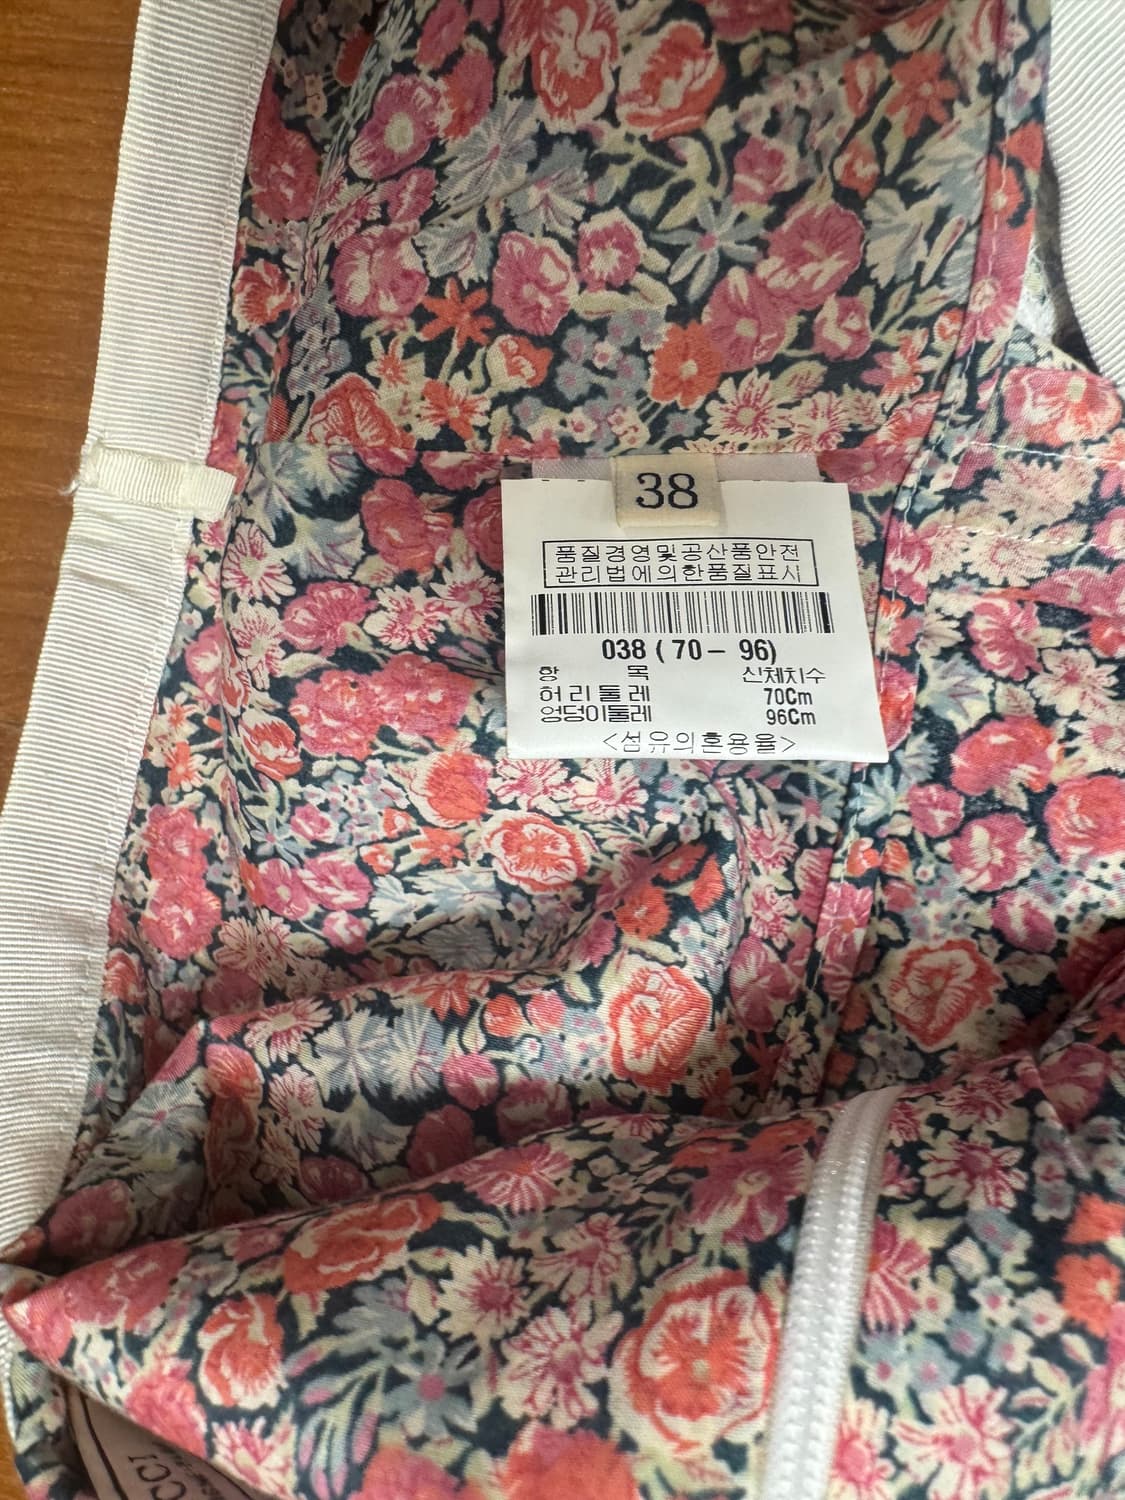 38
품질경영및공산품안전
관리법에의한품질표시
038 ( 70 - 96)
항 목 신체치수
허리둘레 70Cm
엉덩이둘레 96Cm
<섬유의혼용율>
CCI